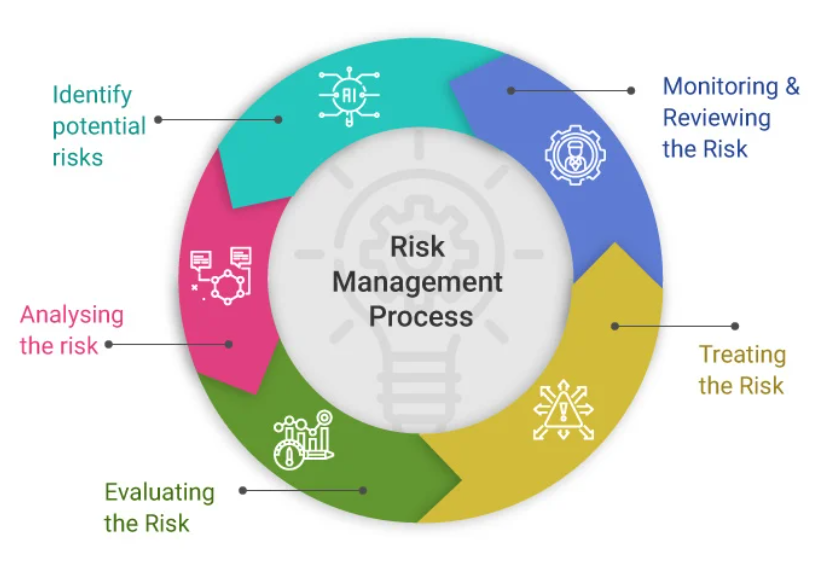 Identify
potential
risks
AI
Monitoring &
Reviewing
the Risk
Risk
Management
Process
Analysing
the risk
Treating
the Risk
Evaluating
the Risk